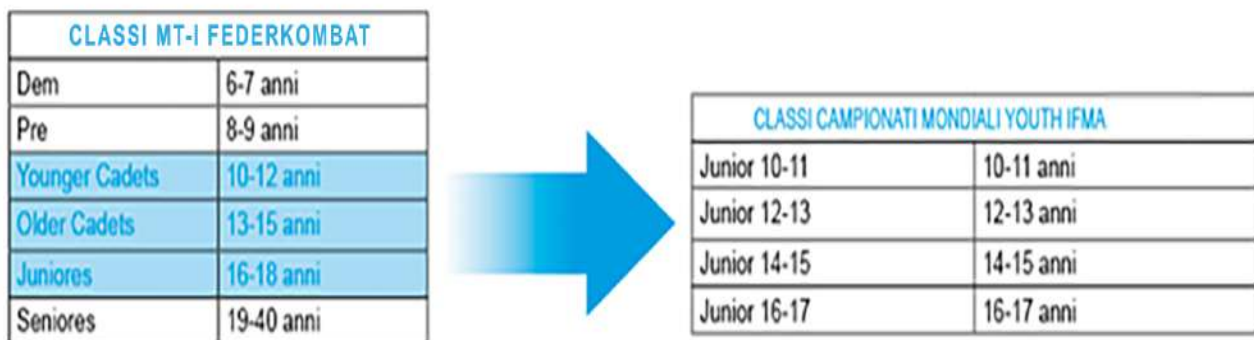 CLASSI MT-I FEDERKOMBAT
Dem 6-7 anni
Pre 8-9 anni
Younger Cadets 10-12 anni
Older Cadets 13-15 anni
Juniores 16-18 anni
Seniores 19-40 anni
CLASSI CAMPIONATI MONDIALI YOUTH IFMA
Junior 10-11 10-11 anni
Junior 12-13 12-13 anni
Junior 14-15 14-15 anni
Junior 16-17 16-17 anni